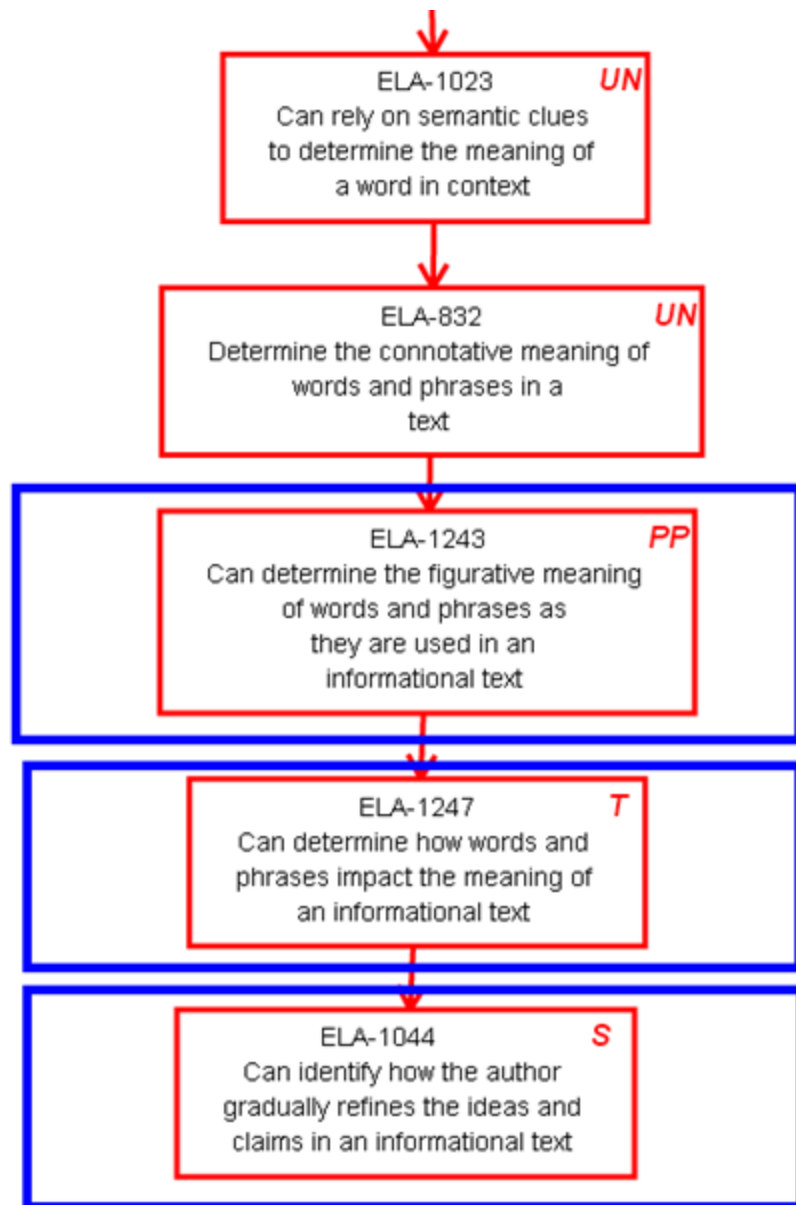 ELA-1023 UN
Can rely on semantic clues
to determine the meaning of
a word in context
ELA-832 UN
Determine the connotative meaning of
words and phrases in a
text
ELA-1243 PP
Can determine the figurative meaning
of words and phrases as
they are used in an
informational text
ELA-1247 T
Can determine how words and
phrases impact the meaning of
an informational text
ELA-1044 S
Can identify how the author
gradually refines the ideas and
claims in an informational text